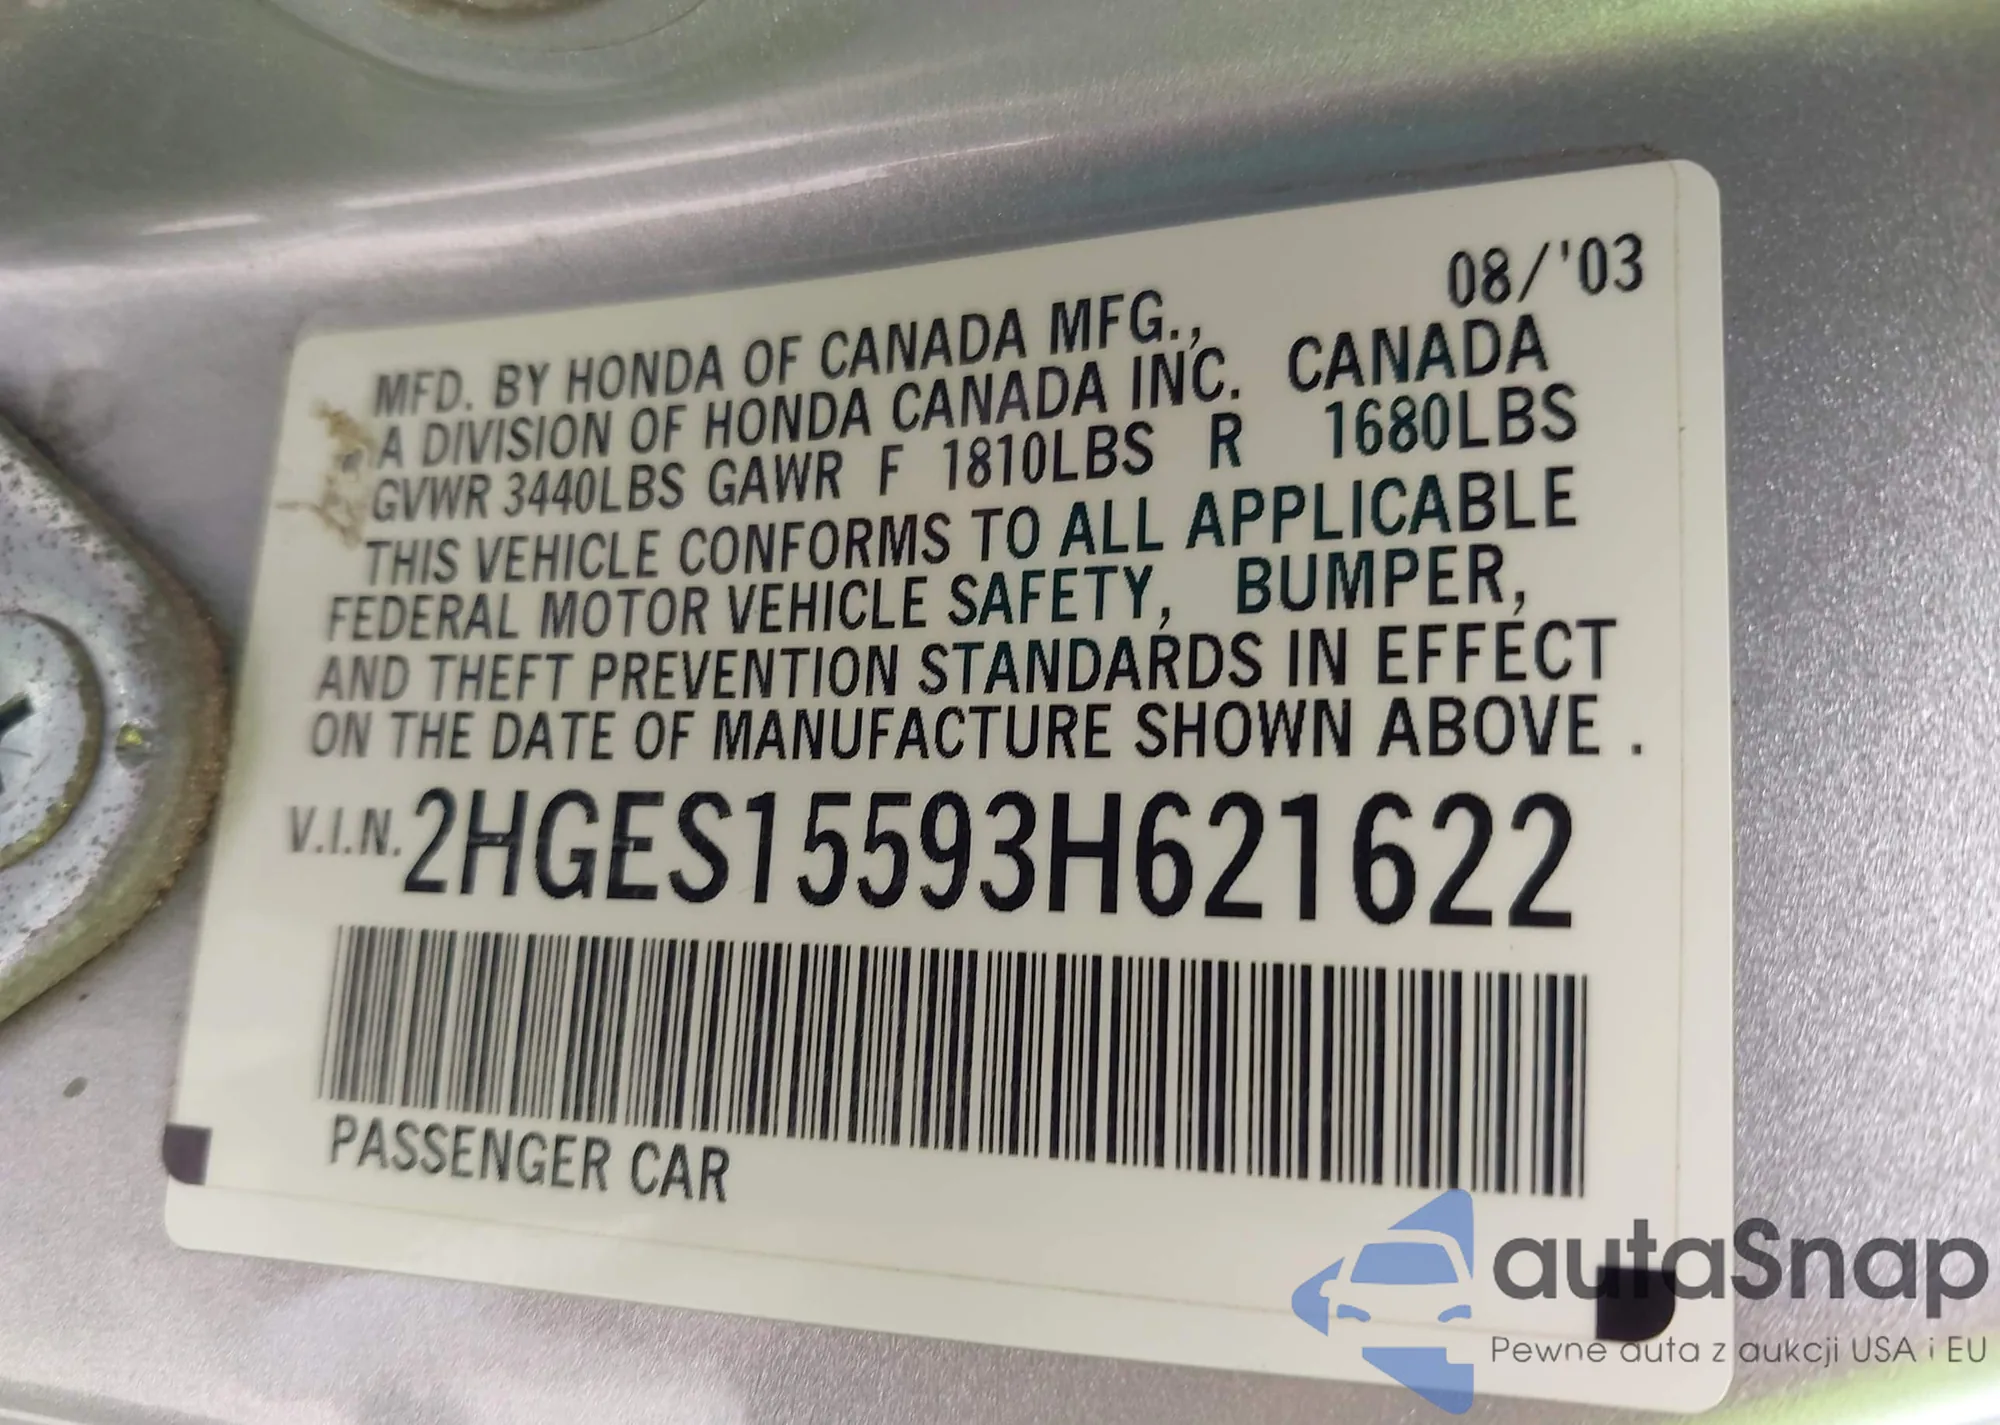 08/'03
MFD. BY HONDA OF CANADA MFG.,
A DIVISION OF HONDA CANADA INC. CANADA
GVWR 3440LBS GAWR F 1810LBS R 1680LBS
THIS VEHICLE CONFORMS TO ALL APPLICABLE
FEDERAL MOTOR VEHICLE SAFETY, BUMPER,
AND THEFT PREVENTION STANDARDS IN EFFECT
ON THE DATE OF MANUFACTURE SHOWN ABOVE .
V.I.N. 2HGES15593H621622
PASSENGER CAR
autaSnap
Pewne auta z aukcji USA i EU